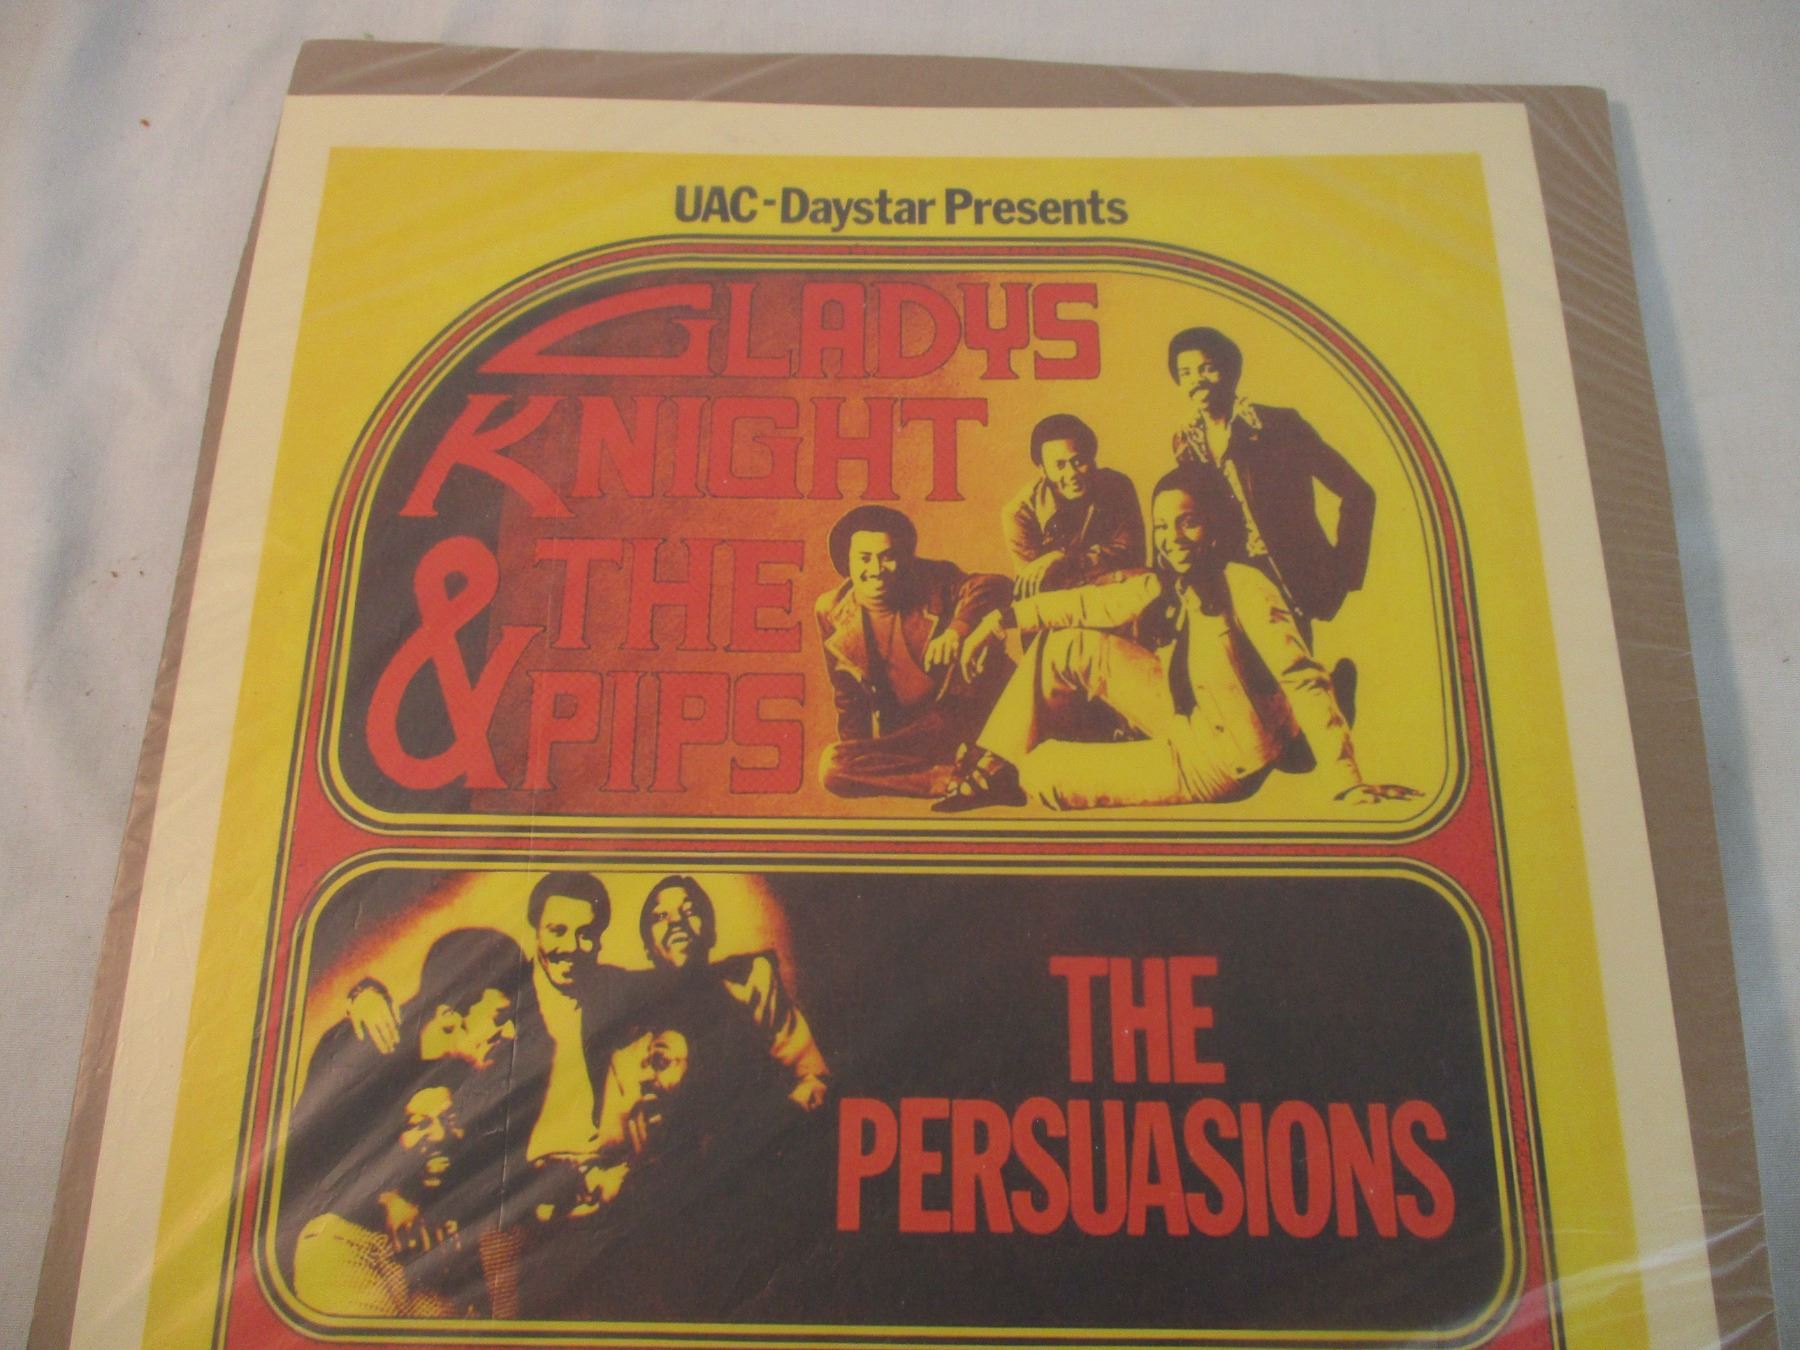 UAC-Daystar Presents
GLADYS
KNIGHT
& THE
PIPS
THE
PERSUASIONS